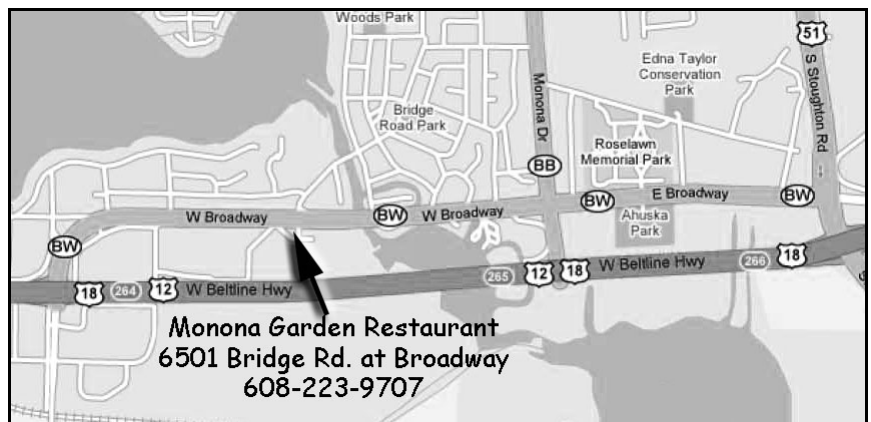 Woods Park
51
S Stoughton Rd
Edna Taylor
Conservation
Park
Monona Dr
Bridge
Road Park
Roselawn
Memorial Park
BB
E Broadway
BW
BW
W Broadway
BW
W Broadway
BW
Ahuska
Park
BW
W Beltline Hwy
266
18
265
12
18
18
264
12
W Beltline Hwy
Monona Garden Restaurant
6501 Bridge Rd. at Broadway
608-223-9707